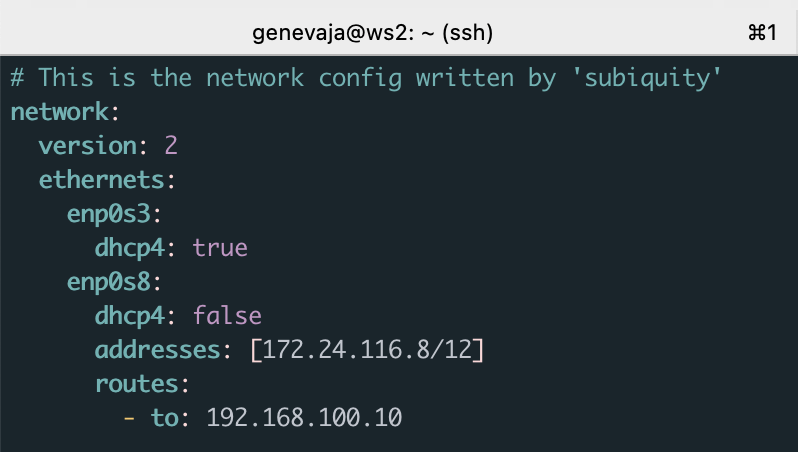 genevaja@ws2: ~ (ssh) ⌘1
# This is the network config written by 'subiquity'
network:
  version: 2
  ethernets:
    enp0s3:
      dhcp4: true
    enp0s8:
      dhcp4: false
      addresses: [172.24.116.8/12]
      routes:
        - to: 192.168.100.10